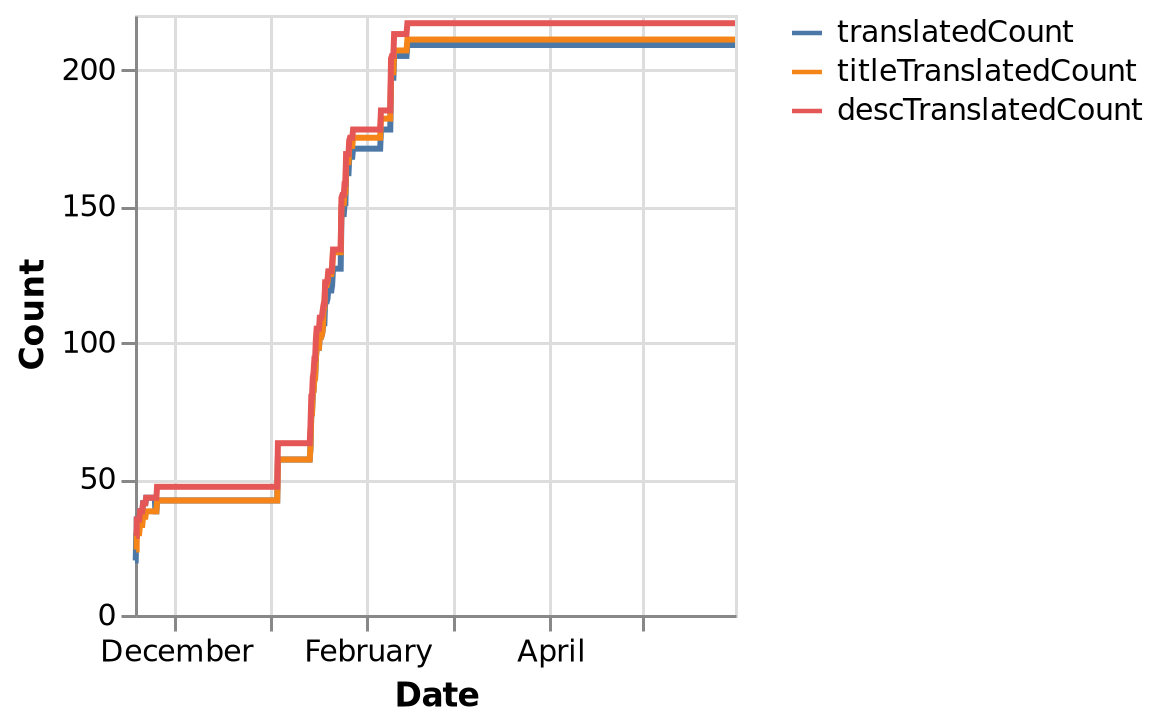 translatedCount
titleTranslatedCount
descTranslatedCount
200
150
100
50
0
Count
December February April
Date